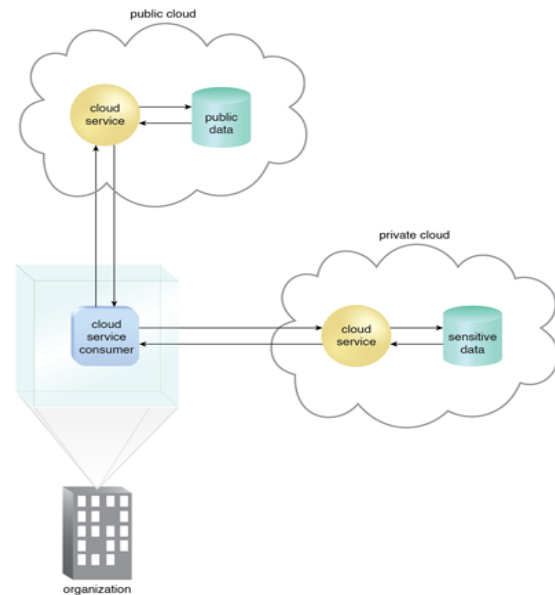 public cloud
cloud
service
public
data
private cloud
cloud
service
consumer
cloud
service
sensitive
data
organization